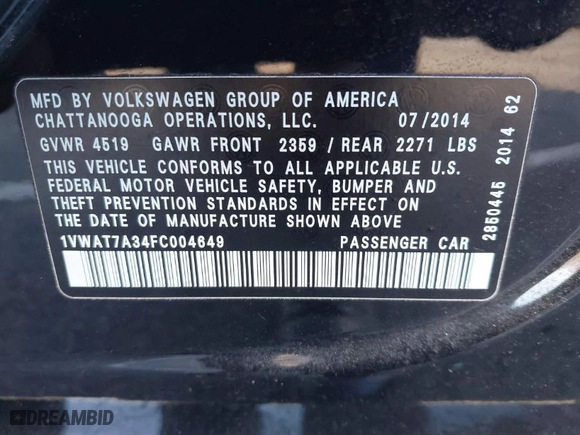 MFD BY VOLKSWAGEN GROUP OF AMERICA
CHATTANOOGA OPERATIONS, LLC. 07/2014
GVWR 4519 GAWR FRONT 2359 / REAR 2271 LBS
THIS VEHICLE CONFORMS TO ALL APPLICABLE U.S.
FEDERAL MOTOR VEHICLE SAFETY, BUMPER AND
THEFT PREVENTION STANDARDS IN EFFECT ON
THE DATE OF MANUFACTURE SHOWN ABOVE
1VWAT7A34FC004649 PASSENGER CAR
2860445 2014 62
DREAMBID